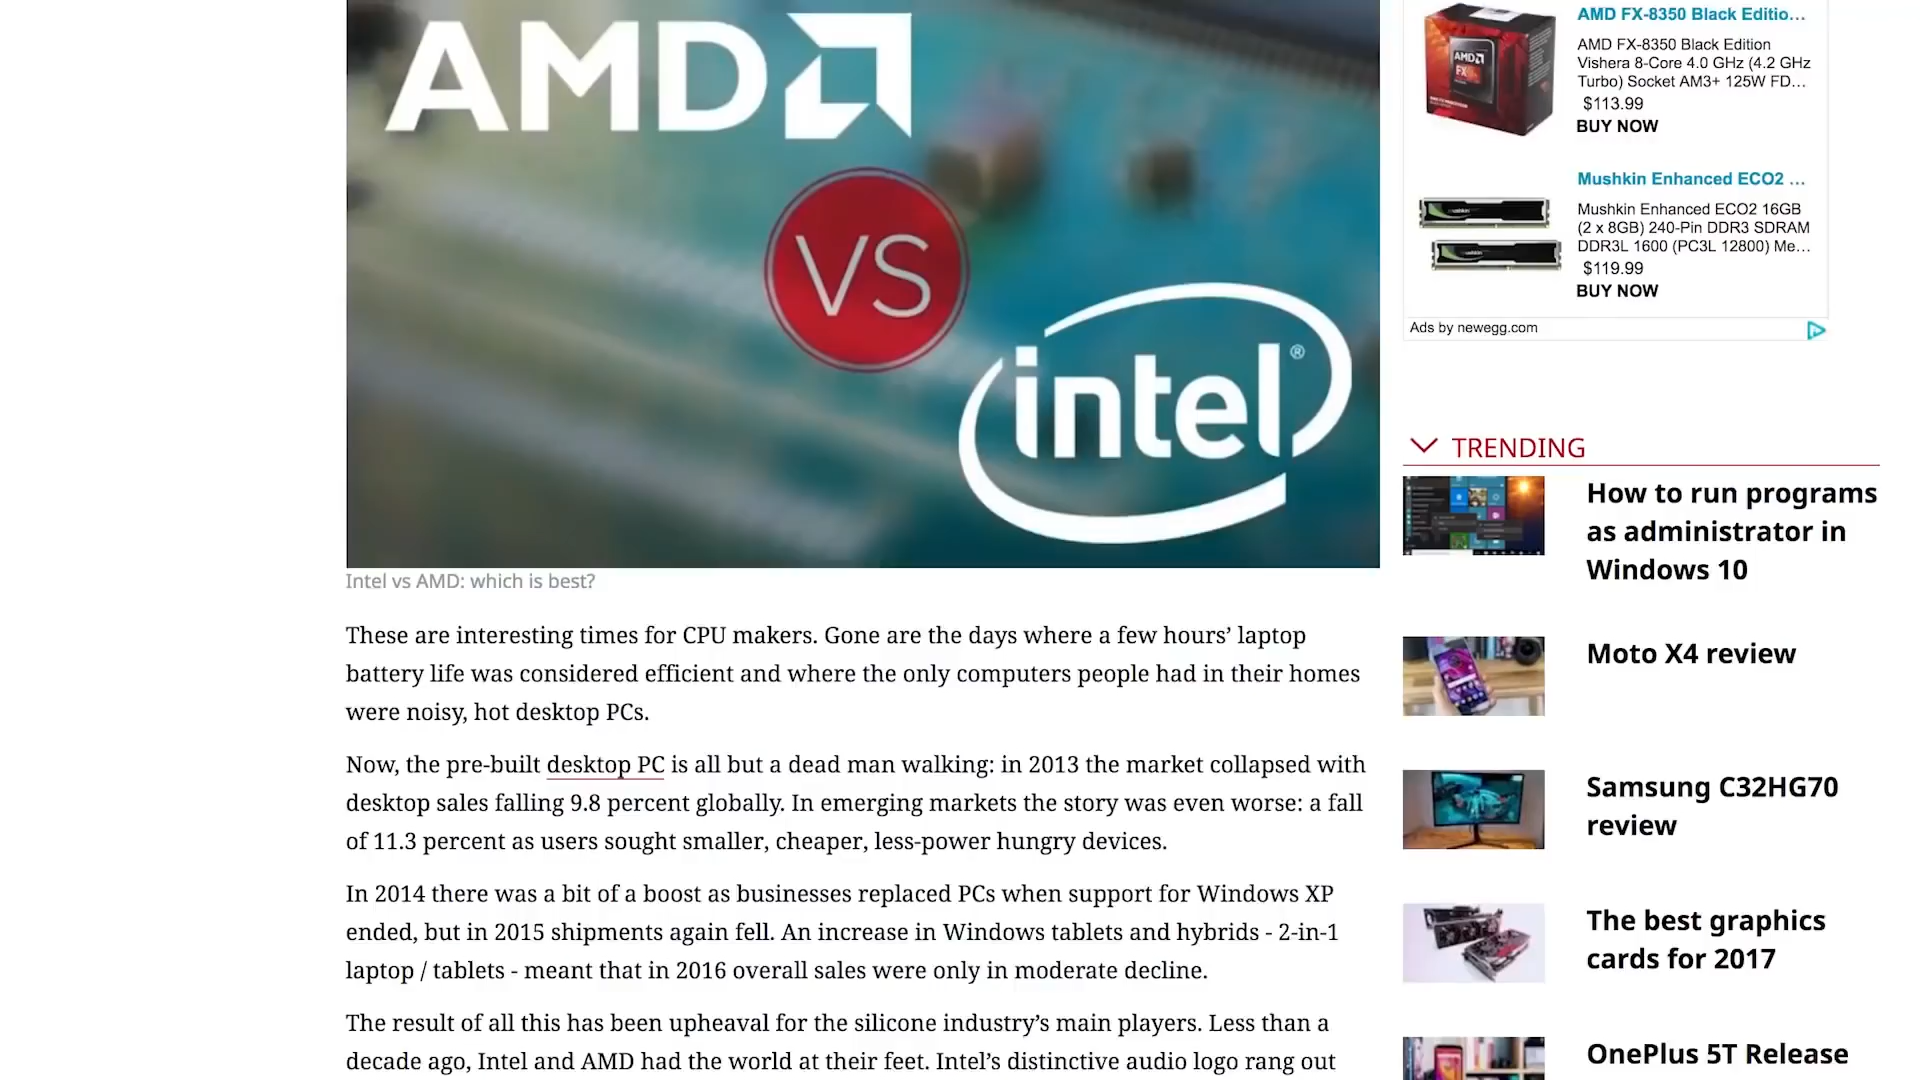 AMD
VS
intel®
Intel vs AMD: which is best?
These are interesting times for CPU makers. Gone are the days where a few hours’ laptop
battery life was considered efficient and where the only computers people had in their homes
were noisy, hot desktop PCs.
Now, the pre-built desktop PC is all but a dead man walking: in 2013 the market collapsed with
desktop sales falling 9.8 percent globally. In emerging markets the story was even worse: a fall
of 11.3 percent as users sought smaller, cheaper, less-power hungry devices.
In 2014 there was a bit of a boost as businesses replaced PCs when support for Windows XP
ended, but in 2015 shipments again fell. An increase in Windows tablets and hybrids - 2-in-1
laptop / tablets - meant that in 2016 overall sales were only in moderate decline.
The result of all this has been upheaval for the silicone industry’s main players. Less than a
decade ago, Intel and AMD had the world at their feet. Intel’s distinctive audio logo rang out
AMD FX-8350 Black Editio...
AMD
FX
AMD FX-8350 Black Edition
Vishera 8-Core 4.0 GHz (4.2 GHz
Turbo) Socket AM3+ 125W FD...
$113.99
BUY NOW
Mushkin Enhanced ECO2 ...
Mushkin Enhanced ECO2 16GB
(2 x 8GB) 240-Pin DDR3 SDRAM
DDR3L 1600 (PC3L 12800) Me...
$119.99
BUY NOW
Ads by newegg.com
TRENDING
How to run programs
as administrator in
Windows 10
Moto X4 review
Samsung C32HG70
review
The best graphics
cards for 2017
OnePlus 5T Release